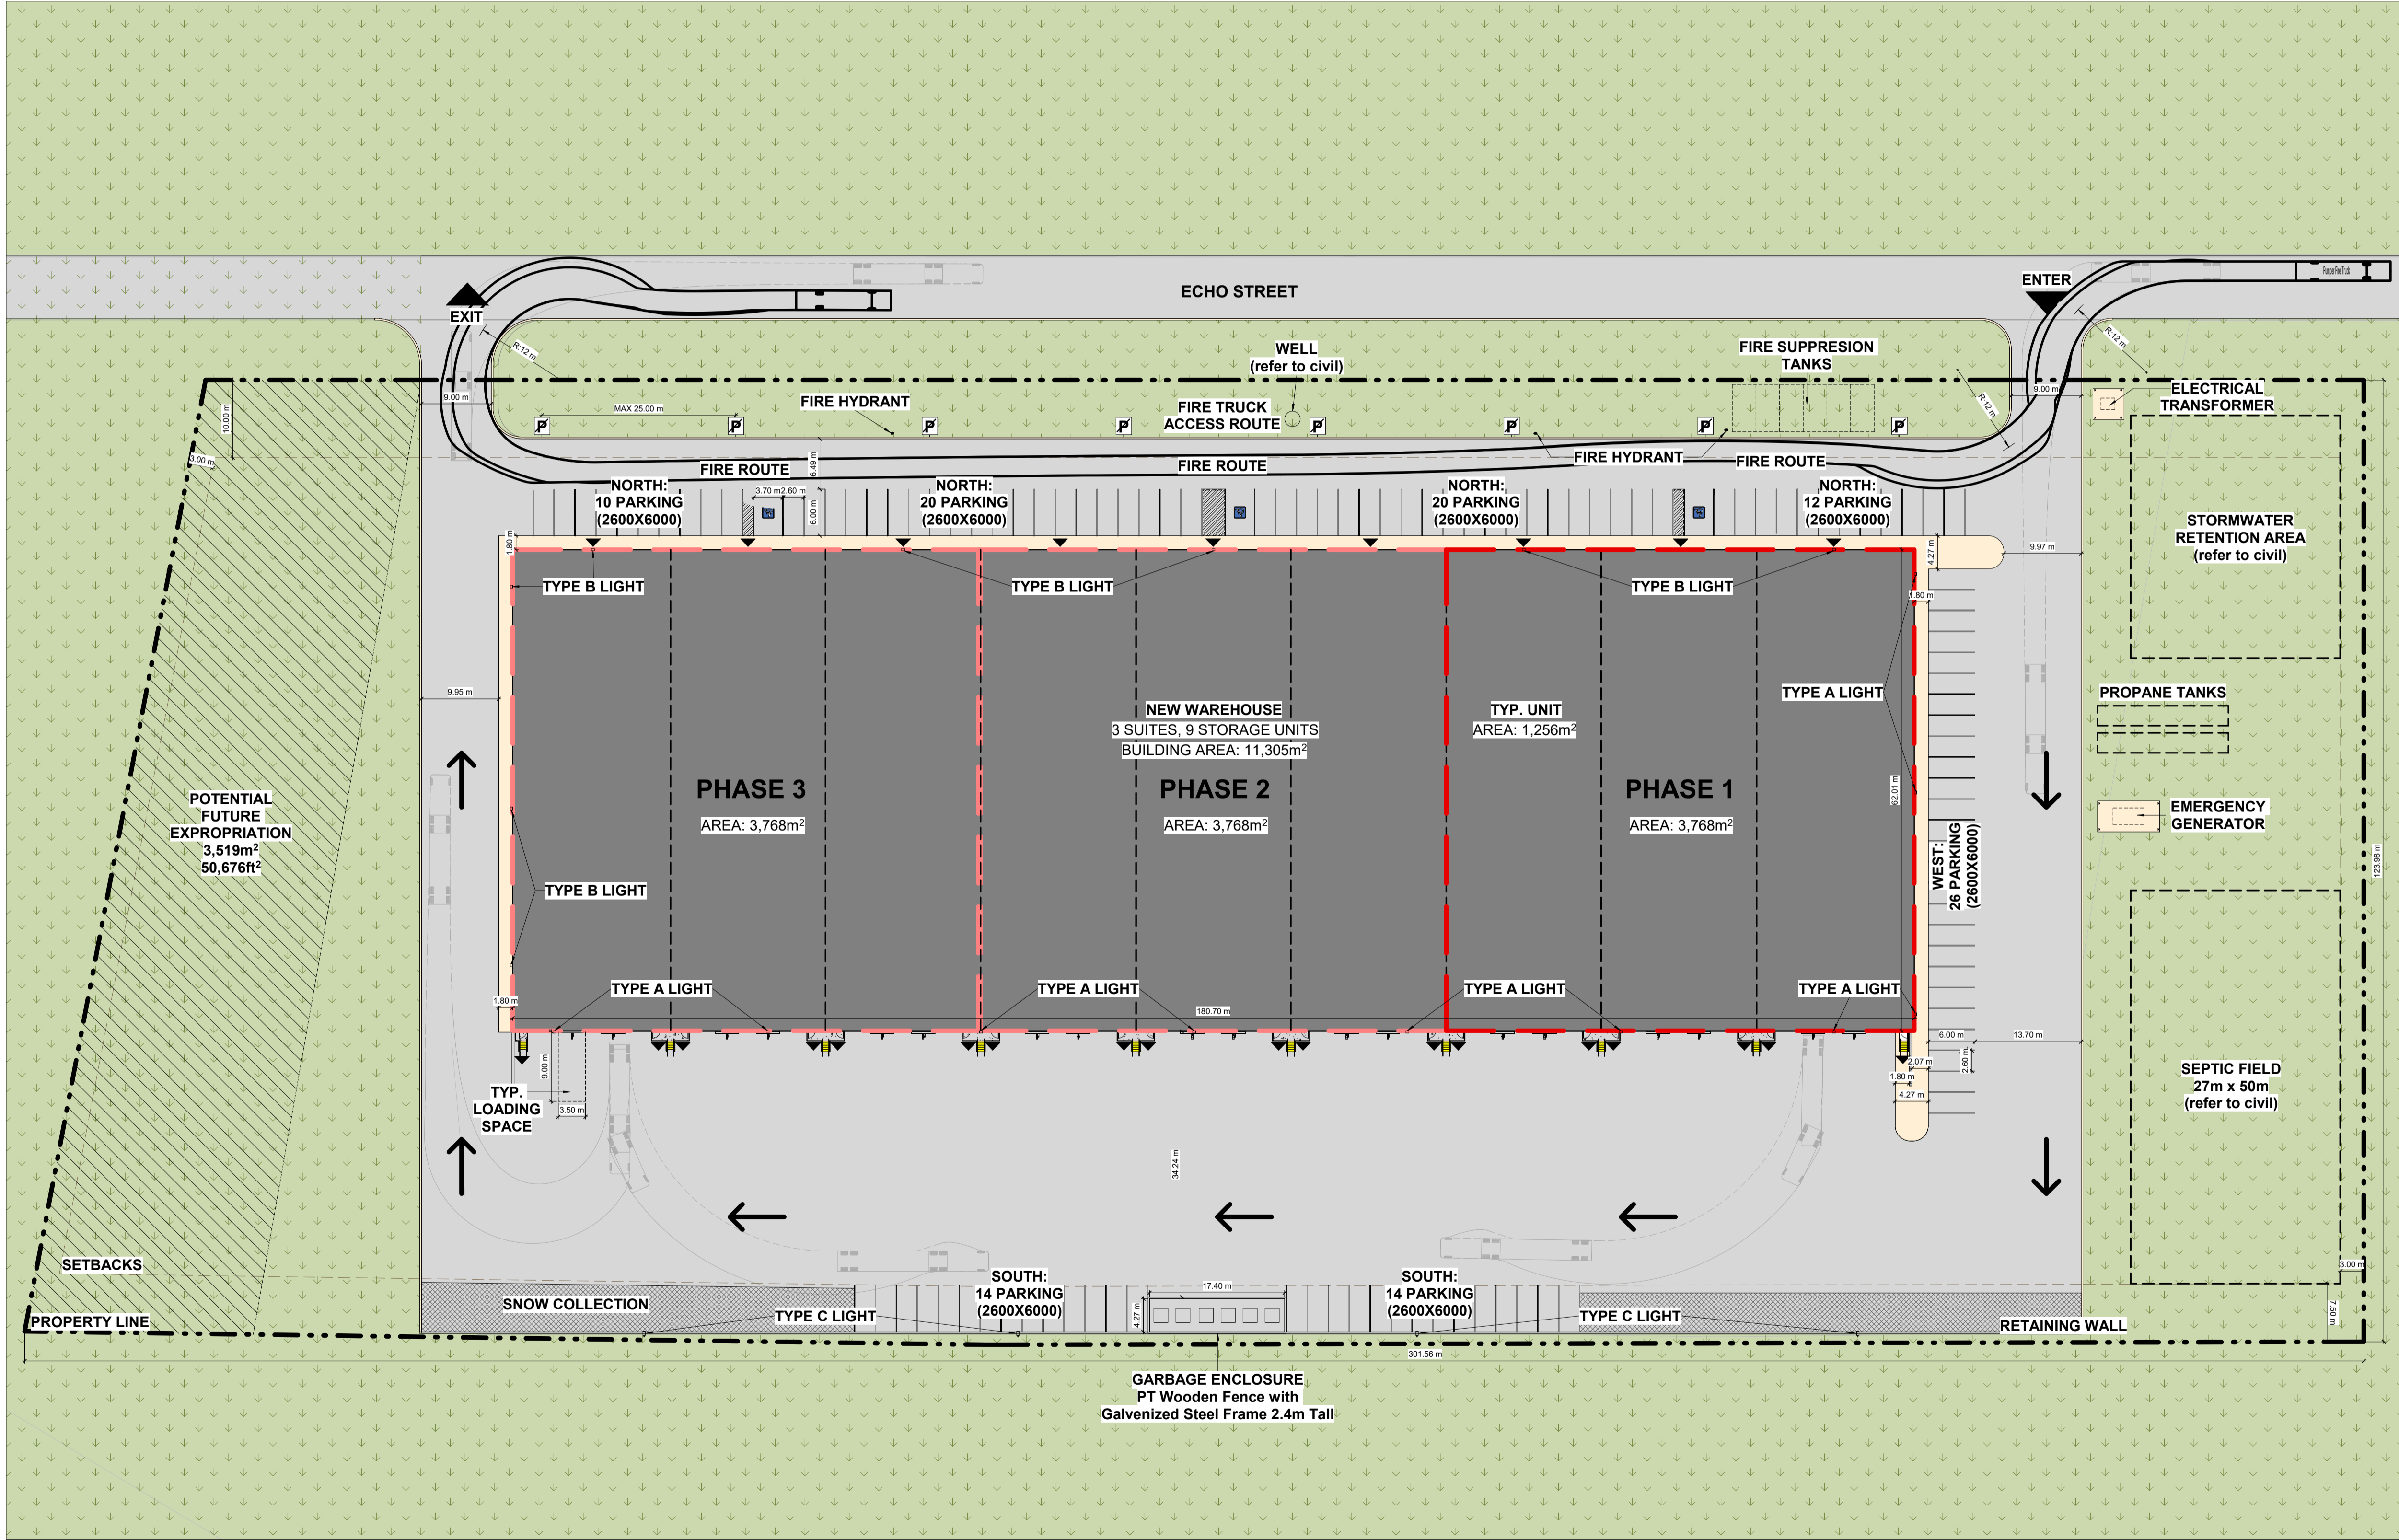 ECHO STREET
ENTER
Pumper Fire Truck
EXIT
R:12 m
R:12 m
WELL
(refer to civil)
FIRE SUPPRESION
TANKS
ELECTRICAL
TRANSFORMER
9.00 m
9.00 m
R:12 m
10.00 m
MAX 25.00 m
FIRE HYDRANT
FIRE TRUCK
ACCESS ROUTE
P
P
P
P
P
P
P
P
3.00 m
FIRE ROUTE
6.49 m
FIRE ROUTE
FIRE HYDRANT
FIRE ROUTE
NORTH:
10 PARKING
(2600X6000)
3.70 m
2.60 m
6.00 m
NORTH:
20 PARKING
(2600X6000)
NORTH:
20 PARKING
(2600X6000)
NORTH:
12 PARKING
(2600X6000)
STORMWATER
RETENTION AREA
(refer to civil)
1.80 m
4.27 m
9.97 m
TYPE B LIGHT
TYPE B LIGHT
TYPE B LIGHT
1.80 m
9.95 m
NEW WAREHOUSE
3 SUITES, 9 STORAGE UNITS
BUILDING AREA: 11,305m²
TYP. UNIT
AREA: 1,256m²
TYPE A LIGHT
PROPANE TANKS
PHASE 3
AREA: 3,768m²
PHASE 2
AREA: 3,768m²
PHASE 1
AREA: 3,768m²
62.01 m
POTENTIAL
FUTURE
EXPROPRIATION
3,519m²
50,676ft²
EMERGENCY
GENERATOR
WEST:
26 PARKING
(2600X6000)
123.98 m
TYPE B LIGHT
TYPE A LIGHT
TYPE A LIGHT
TYPE A LIGHT
TYPE A LIGHT
1.80 m
180.70 m
9.00 m
6.00 m
13.70 m
2.07 m
2.60 m
1.80 m
4.27 m
TYP.
LOADING
SPACE
3.50 m
SEPTIC FIELD
27m x 50m
(refer to civil)
34.24 m
SETBACKS
3.00 m
SNOW COLLECTION
SOUTH:
14 PARKING
(2600X6000)
17.40 m
4.27 m
SOUTH:
14 PARKING
(2600X6000)
7.50 m
PROPERTY LINE
TYPE C LIGHT
TYPE C LIGHT
RETAINING WALL
301.56 m
GARBAGE ENCLOSURE
PT Wooden Fence with
Galvenized Steel Frame 2.4m Tall